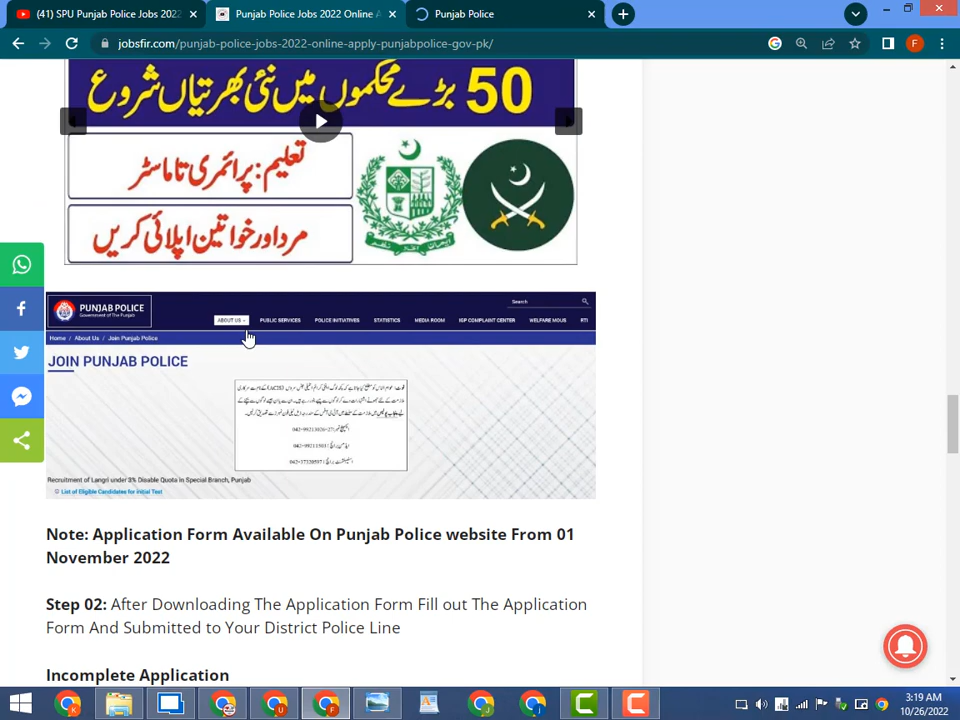 (41) SPU Punjab Police Jobs 2022
Punjab Police Jobs 2022 Online A
Punjab Police
jobsfir.com/punjab-police-jobs-2022-online-apply-punjabpolice-gov-pk/
F
50 بڑے محکموں میں نئی بھرتیاں شروع
تعلیم: پرائمری تا ماسٹر
مرد اور خواتین اپلائی کریں
PUNJAB POLICE
Government of The Punjab
Search
ABOUT US
PUBLIC SERVICES
POLICE INITIATIVES
STATISTICS
MEDIA ROOM
IGP COMPLAINT CENTER
WELFARE MOUS
RTI
Home / About Us / Join Punjab Police
JOIN PUNJAB POLICE
Recruitment of Langri under 3% Disable Quota in Special Branch, Punjab
List of Eligible Candidates for Initial Test
Note: Application Form Available On Punjab Police website From 01
November 2022
Step 02: After Downloading The Application Form Fill out The Application
Form And Submitted to Your District Police Line
Incomplete Application
3:19 AM
10/26/2022